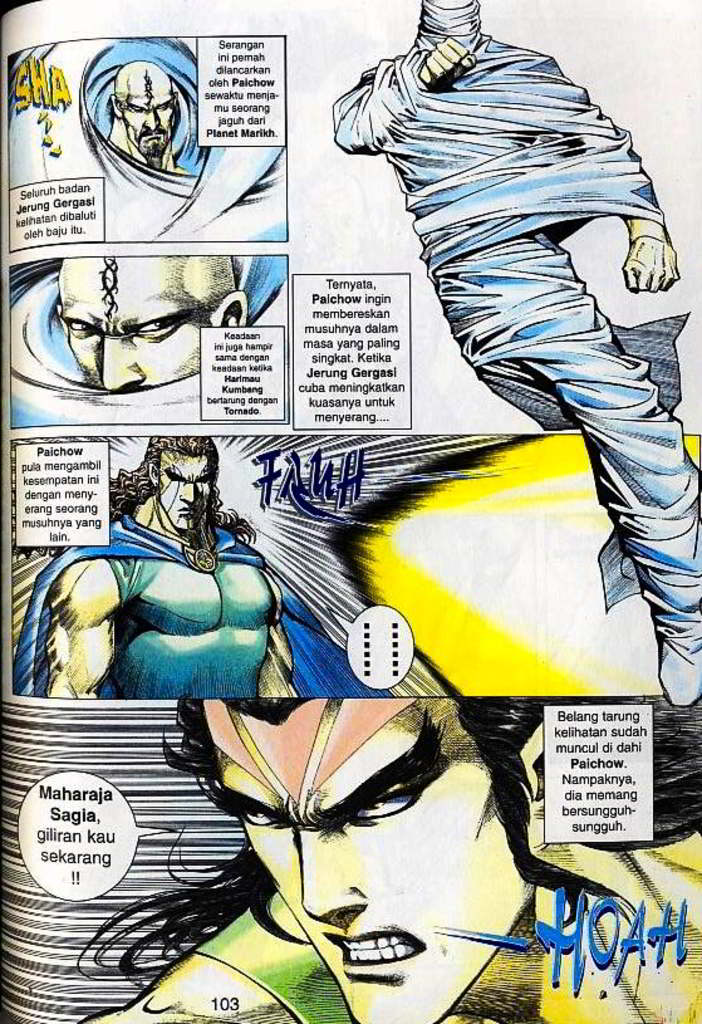 SHA
Serangan
ini pernah
dilancarkan
oleh Paichow
sewaktu menja-
mu seorang
jaguh dari
Planet Marikh.
Seluruh badan
Jerung Gergasi
kelihatan dibaluti
oleh baju itu.
Keadaan
ini juga hampir
sama dengan
keadaan ketika
Harimau
Kumbang
bertarung dengan
Tornado.
Ternyata,
Paichow ingin
membereskan
musuhnya dalam
masa yang paling
singkat. Ketika
Jerung Gergasi
cuba meningkatkan
kuasanya untuk
menyerang....
Paichow
pula mengambil
kesempatan ini
dengan meny-
erang seorang
musuhnya yang
lain.
!!
Belang tarung
kelihatan sudah
muncul di dahi
Paichow.
Nampaknya,
dia memang
bersungguh-
sungguh.
Maharaja
Sagia,
giliran kau
sekarang
!!
HOAH
103